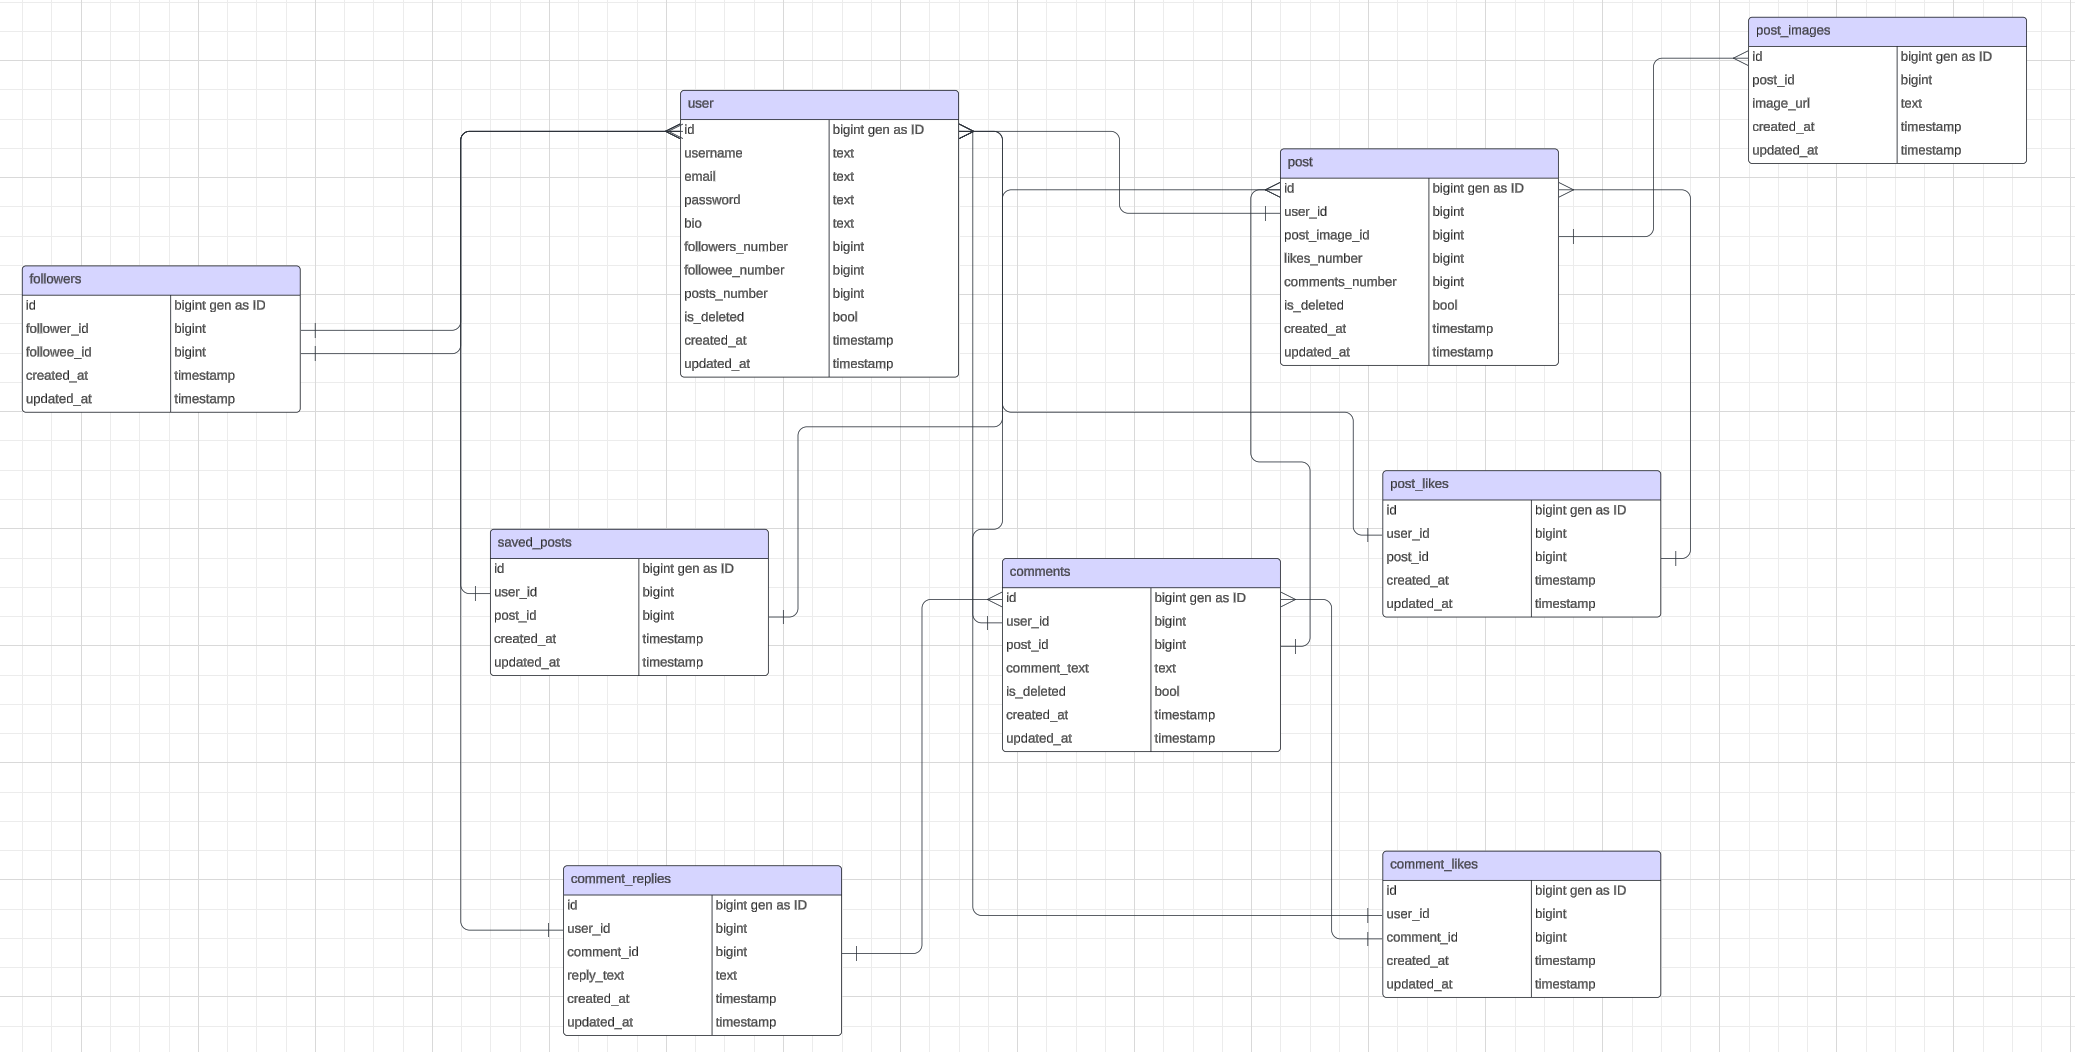 post_images
id bigint gen as ID
post_id bigint
image_url text
created_at timestamp
updated_at timestamp
user
id bigint gen as ID
username text
email text
password text
bio text
followers_number bigint
followee_number bigint
posts_number bigint
is_deleted bool
created_at timestamp
updated_at timestamp
post
id bigint gen as ID
user_id bigint
post_image_id bigint
likes_number bigint
comments_number bigint
is_deleted bool
created_at timestamp
updated_at timestamp
followers
id bigint gen as ID
follower_id bigint
followee_id bigint
created_at timestamp
updated_at timestamp
post_likes
id bigint gen as ID
user_id bigint
post_id bigint
created_at timestamp
updated_at timestamp
saved_posts
id bigint gen as ID
user_id bigint
post_id bigint
created_at timestamp
updated_at timestamp
comments
id bigint gen as ID
user_id bigint
post_id bigint
comment_text text
is_deleted bool
created_at timestamp
updated_at timestamp
comment_replies
id bigint gen as ID
user_id bigint
comment_id bigint
reply_text text
created_at timestamp
updated_at timestamp
comment_likes
id bigint gen as ID
user_id bigint
comment_id bigint
created_at timestamp
updated_at timestamp